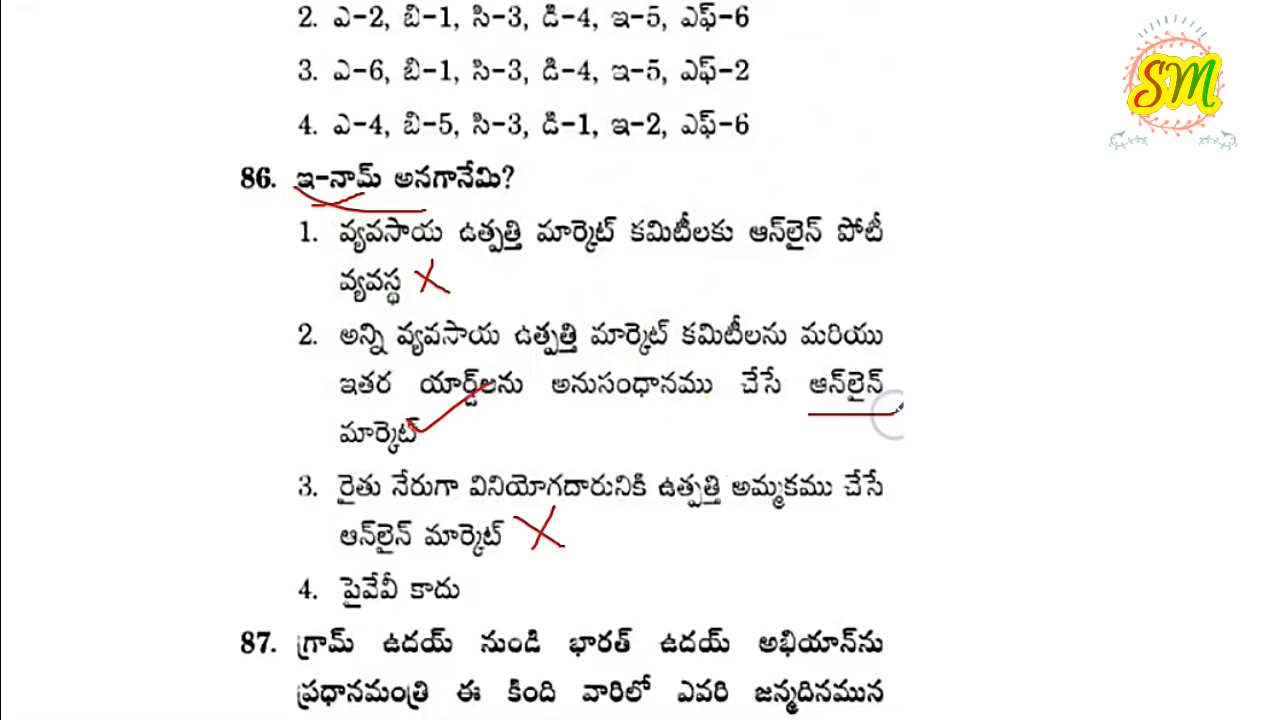 2. ఎ-2, బి-1, సి-3, డి-4, ఇ-5, ఎఫ్-6
3. ఎ-6, బి-1, సి-3, డి-4, ఇ-5, ఎఫ్-2
4. ఎ-4, బి-5, సి-3, డి-1, ఇ-2, ఎఫ్-6
SM
86. ఇ-నామ్ అనగానేమి?
1. వ్యవసాయ ఉత్పత్తి మార్కెట్ కమిటీలకు ఆన్‌లైన్ పోటీ
వ్యవస్థ
2. అన్ని వ్యవసాయ ఉత్పత్తి మార్కెట్ కమిటీలను మరియు
ఇతర యార్డ్‌లను అనుసంధానము చేసే ఆన్‌లైన్
మార్కెట్
3. రైతు నేరుగా వినియోగదారునికి ఉత్పత్తి అమ్మకము చేసే
ఆన్‌లైన్ మార్కెట్
4. పైవేవీ కాదు
87. గ్రామ్ ఉదయ్ నుండి భారత్ ఉదయ్ అభియాన్‌ను
ప్రధానమంత్రి ఈ కింది వారిలో ఎవరి జన్మదినమున